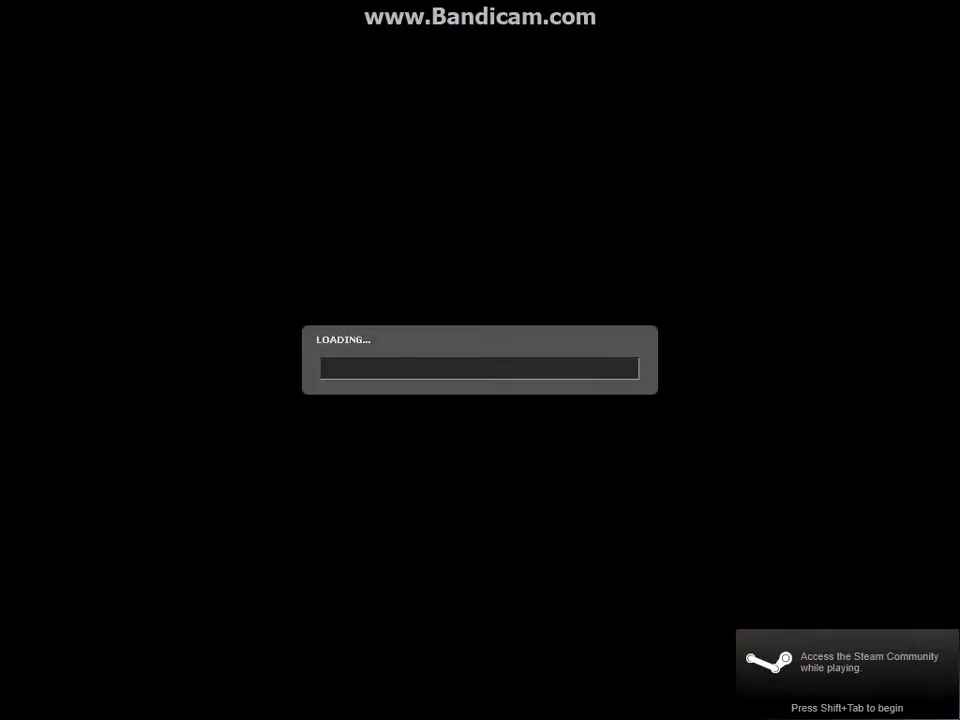 www.Bandicam.com
LOADING...
Access the Steam Community
while playing.
Press Shift+Tab to begin